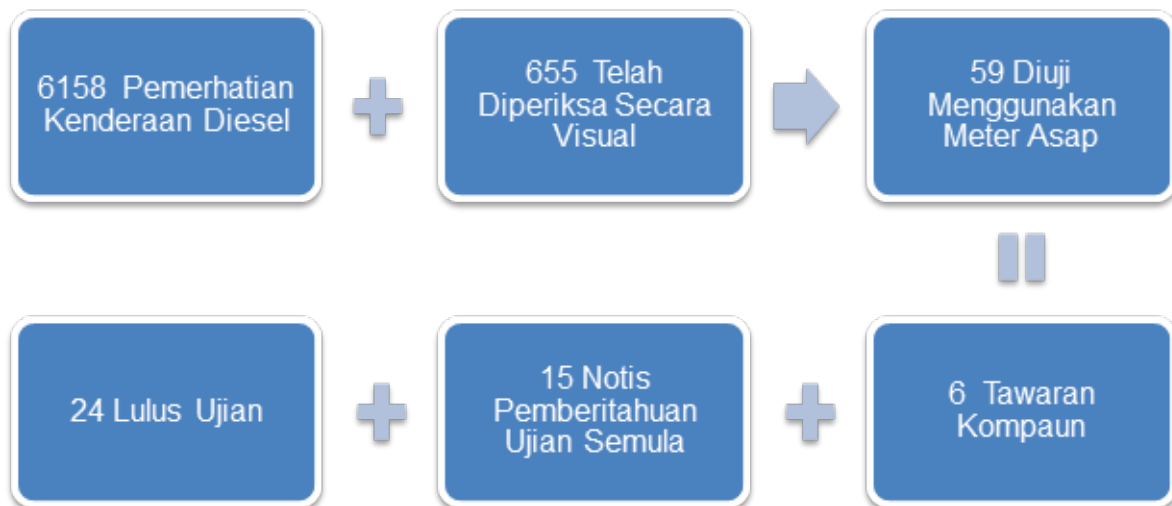 6158 Pemerhatian
Kenderaan Diesel
655 Telah
Diperiksa Secara
Visual
59 Diuji
Menggunakan
Meter Asap
24 Lulus Ujian
15 Notis
Pemberitahuan
Ujian Semula
6 Tawaran
Kompaun